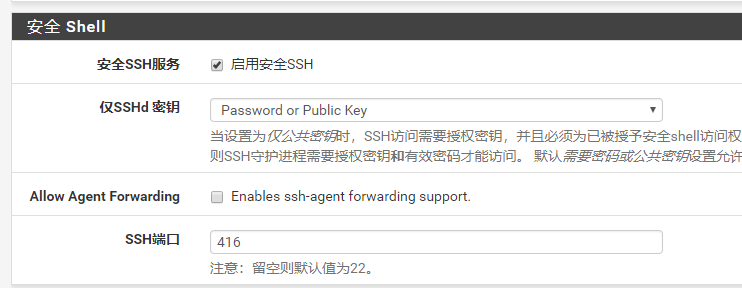 安全 Shell
安全SSH服务 启用安全SSH
仅SSHd 密钥 Password or Public Key
当设置为仅公共密钥时，SSH访问需要授权密钥，并且必须为已被授予安全shell访问权
则SSH守护进程需要授权密钥和有效密码才能访问。 默认需要密码或公共密钥设置允许
Allow Agent Forwarding Enables ssh-agent forwarding support.
SSH端口 416
注意：留空则默认值为22。